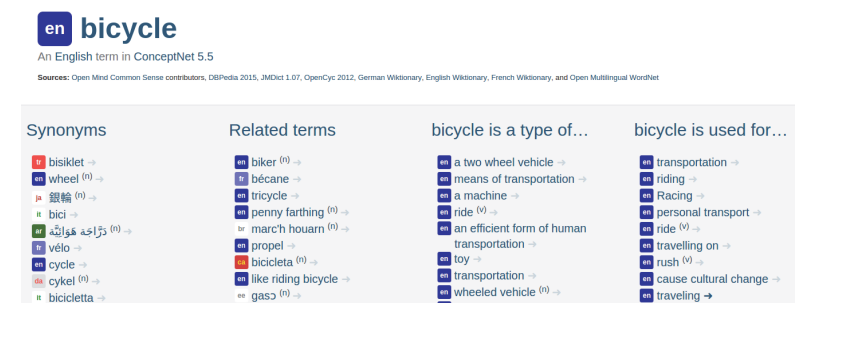 en bicycle
An English term in ConceptNet 5.5
Sources: Open Mind Common Sense contributors, DBPedia 2015, JMDict 1.07, OpenCyc 2012, German Wiktionary, English Wiktionary, French Wiktionary, and Open Multilingual WordNet
Synonyms
tr bisiklet →
en wheel (n) →
ja 銀輪 (n) →
it bici →
ar دَرَّاجَة هَوَائِيَّة (n) →
fr vélo →
en cycle →
da cykel (n) →
it bicicletta →
Related terms
en biker (n) →
fr bécane →
en tricycle →
en penny farthing (n) →
br marc'h houarn (n) →
en propel →
ca bicicleta (n) →
en like riding bicycle →
ee gasɔ (n) →
bicycle is a type of…
en a two wheel vehicle →
en means of transportation →
en a machine →
en ride (v) →
en an efficient form of human
transportation →
en toy →
en transportation →
en wheeled vehicle (n) →
bicycle is used for…
en transportation →
en riding →
en Racing →
en personal transport →
en ride (v) →
en travelling on →
en rush (v) →
en cause cultural change →
en traveling →